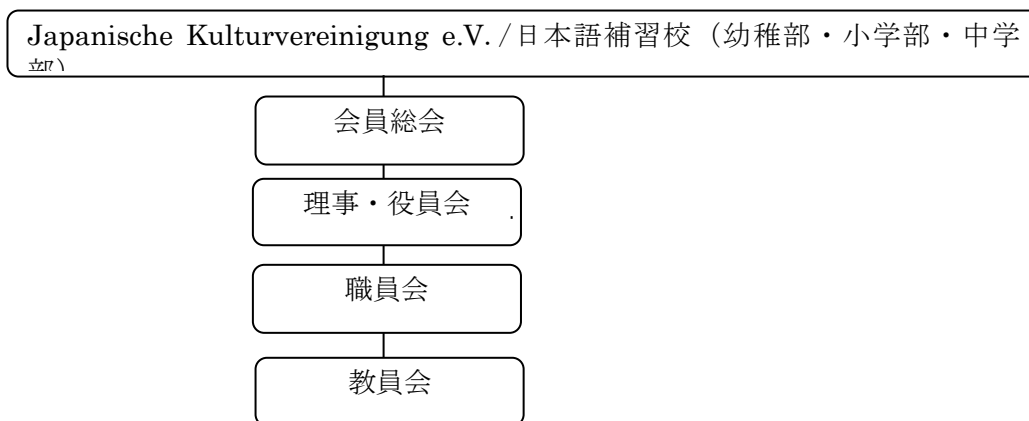 Japanische Kulturvereinigung e.V./日本語補習校（幼稚部・小学部・中学
部）
会員総会
理事・役員会 .
職員会
教員会